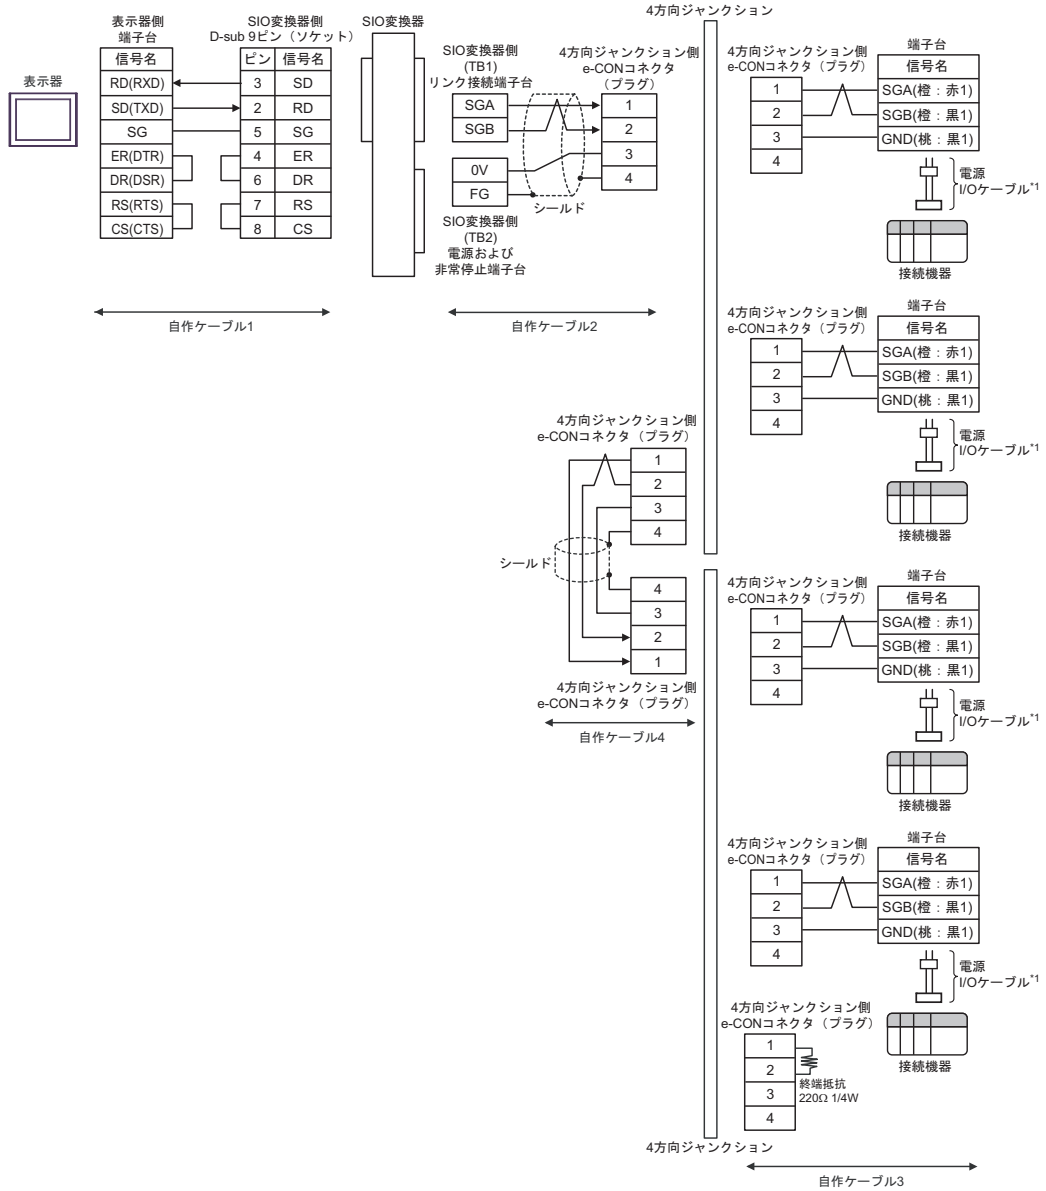 4方向ジャンクション
表示器
表示器側
端子台
信号名
RD(RXD)
SD(TXD)
SG
ER(DTR)
DR(DSR)
RS(RTS)
CS(CTS)
SIO変換器側
D-sub 9ピン（ソケット）
ピン 信号名
3 SD
2 RD
5 SG
4 ER
6 DR
7 RS
8 CS
自作ケーブル1
SIO変換器
SIO変換器側
(TB1)
リンク接続端子台
SGA
SGB
0V
FG
SIO変換器側
(TB2)
電源および
非常停止端子台
シールド
4方向ジャンクション側
e-CONコネクタ
（プラグ）
1
2
3
4
自作ケーブル2
4方向ジャンクション側
e-CONコネクタ（プラグ）
1
2
3
4
端子台
信号名
SGA(橙：赤1)
SGB(橙：黒1)
GND(桃：黒1)
電源
I/Oケーブル*1
接続機器
4方向ジャンクション側
e-CONコネクタ（プラグ）
1
2
3
4
端子台
信号名
SGA(橙：赤1)
SGB(橙：黒1)
GND(桃：黒1)
電源
I/Oケーブル*1
接続機器
4方向ジャンクション側
e-CONコネクタ（プラグ）
1
2
3
4
シールド
4
3
2
1
4方向ジャンクション側
e-CONコネクタ（プラグ）
自作ケーブル4
4方向ジャンクション側
e-CONコネクタ（プラグ）
1
2
3
4
端子台
信号名
SGA(橙：赤1)
SGB(橙：黒1)
GND(桃：黒1)
電源
I/Oケーブル*1
接続機器
4方向ジャンクション側
e-CONコネクタ（プラグ）
1
2
3
4
端子台
信号名
SGA(橙：赤1)
SGB(橙：黒1)
GND(桃：黒1)
電源
I/Oケーブル*1
接続機器
4方向ジャンクション側
e-CONコネクタ（プラグ）
1
2
3
4
終端抵抗
220Ω 1/4W
4方向ジャンクション
自作ケーブル3